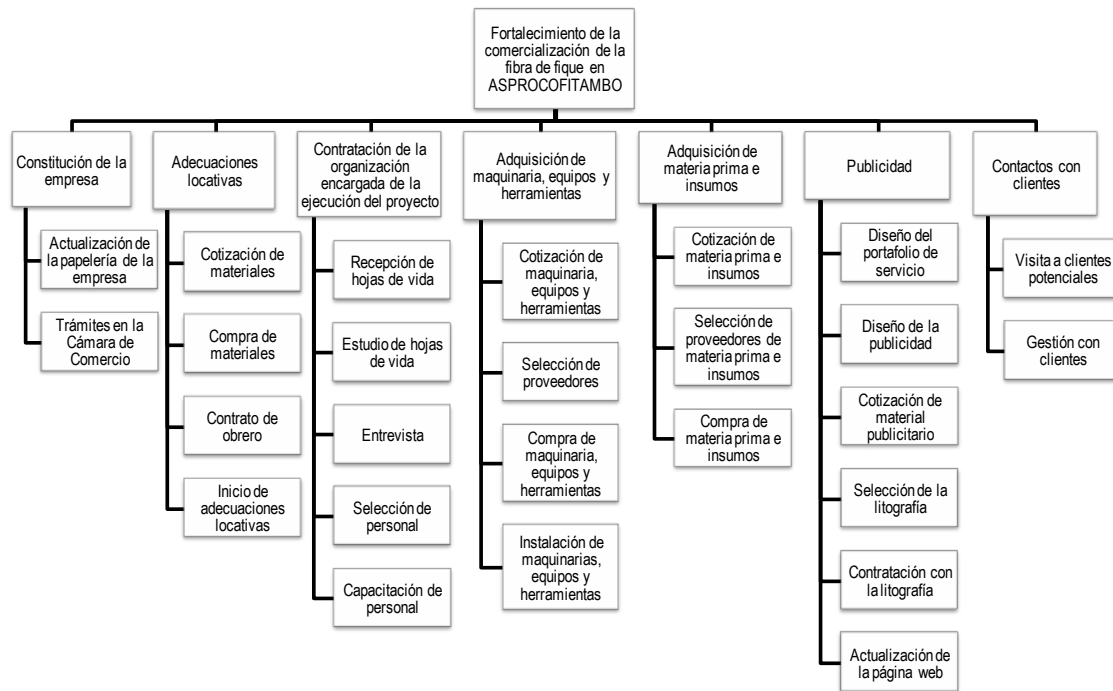 Fortalecimiento de la
comercialización de la
fibra de fique en
ASPROCOFITAMBO
Constitución de la
empresa
Actualización de
la papelería de la
empresa
Trámites en la
Cámara de
Comercio
Adecuaciones
locativas
Cotización de
materiales
Compra de
materiales
Contrato de
obrero
Inicio de
adecuaciones
locativas
Contratación de la
organización
encargada de la
ejecución del proyecto
Recepción de
hojas de vida
Estudio de hojas
de vida
Entrevista
Selección de
personal
Capacitación de
personal
Adquisición de
maquinaria, equipos y
herramientas
Cotización de
maquinaria,
equipos y
herramientas
Selección de
proveedores
Compra de
maquinaria,
equipos y
herramientas
Instalación de
maquinarias,
equipos y
herramientas
Adquisición de
materia prima e
insumos
Cotización de
materia prima e
insumos
Selección de
proveedores de
materia prima e
insumos
Compra de
materia prima e
insumos
Publicidad
Diseño del
portafolio de
servicio
Diseño de la
publicidad
Cotización de
material
publicitario
Selección de la
litografía
Contratación con
la litografía
Actualización de
la página web
Contactos con
clientes
Visita a clientes
potenciales
Gestión con
clientes